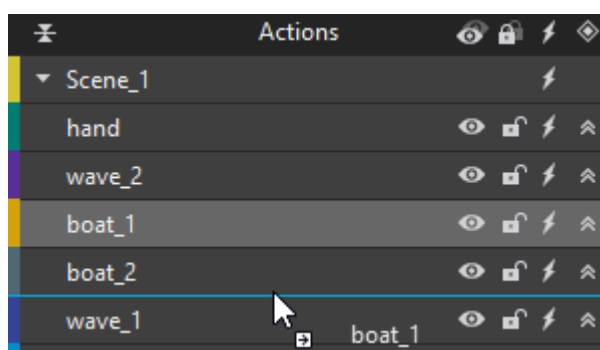 Actions
Scene_1
hand
wave_2
boat_1
boat_2
wave_1
boat_1